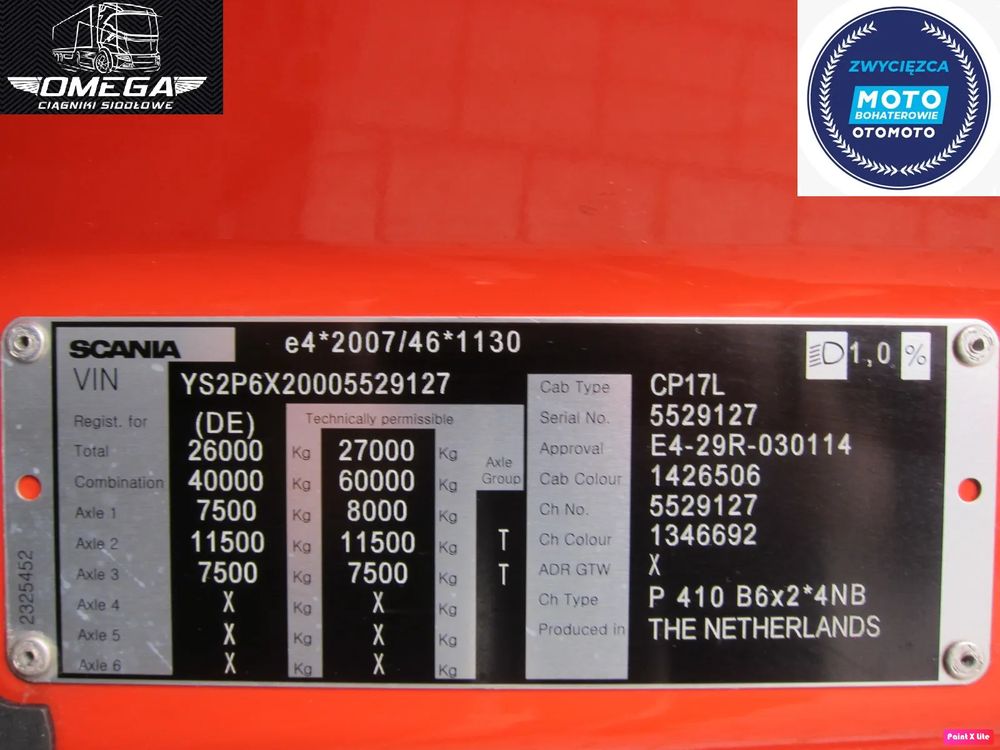 OMEGA
CIĄGNIKI SIODŁOWE
ZWYCIĘZCA
MOTO
BOHATEROWIE
OTOMOTO
SCANIA
e4*2007/46*1130
1,0 %
VIN YS2P6X20005529127
Regist. for (DE) Technically permissible
Total 26000 Kg 27000 Kg
Combination 40000 Kg 60000 Kg
Axle Group
Axle 1 7500 Kg 8000 Kg
Axle 2 11500 Kg 11500 Kg T
Axle 3 7500 Kg 7500 Kg T
Axle 4 X Kg X Kg
Axle 5 X Kg X Kg
Axle 6 X Kg X Kg
Cab Type CP17L
Serial No. 5529127
Approval E4-29R-030114
Cab Colour 1426506
Ch No. 5529127
Ch Colour 1346692
ADR GTW X
Ch Type P 410 B6x2*4NB
Produced in THE NETHERLANDS
2325452
Paint X lite